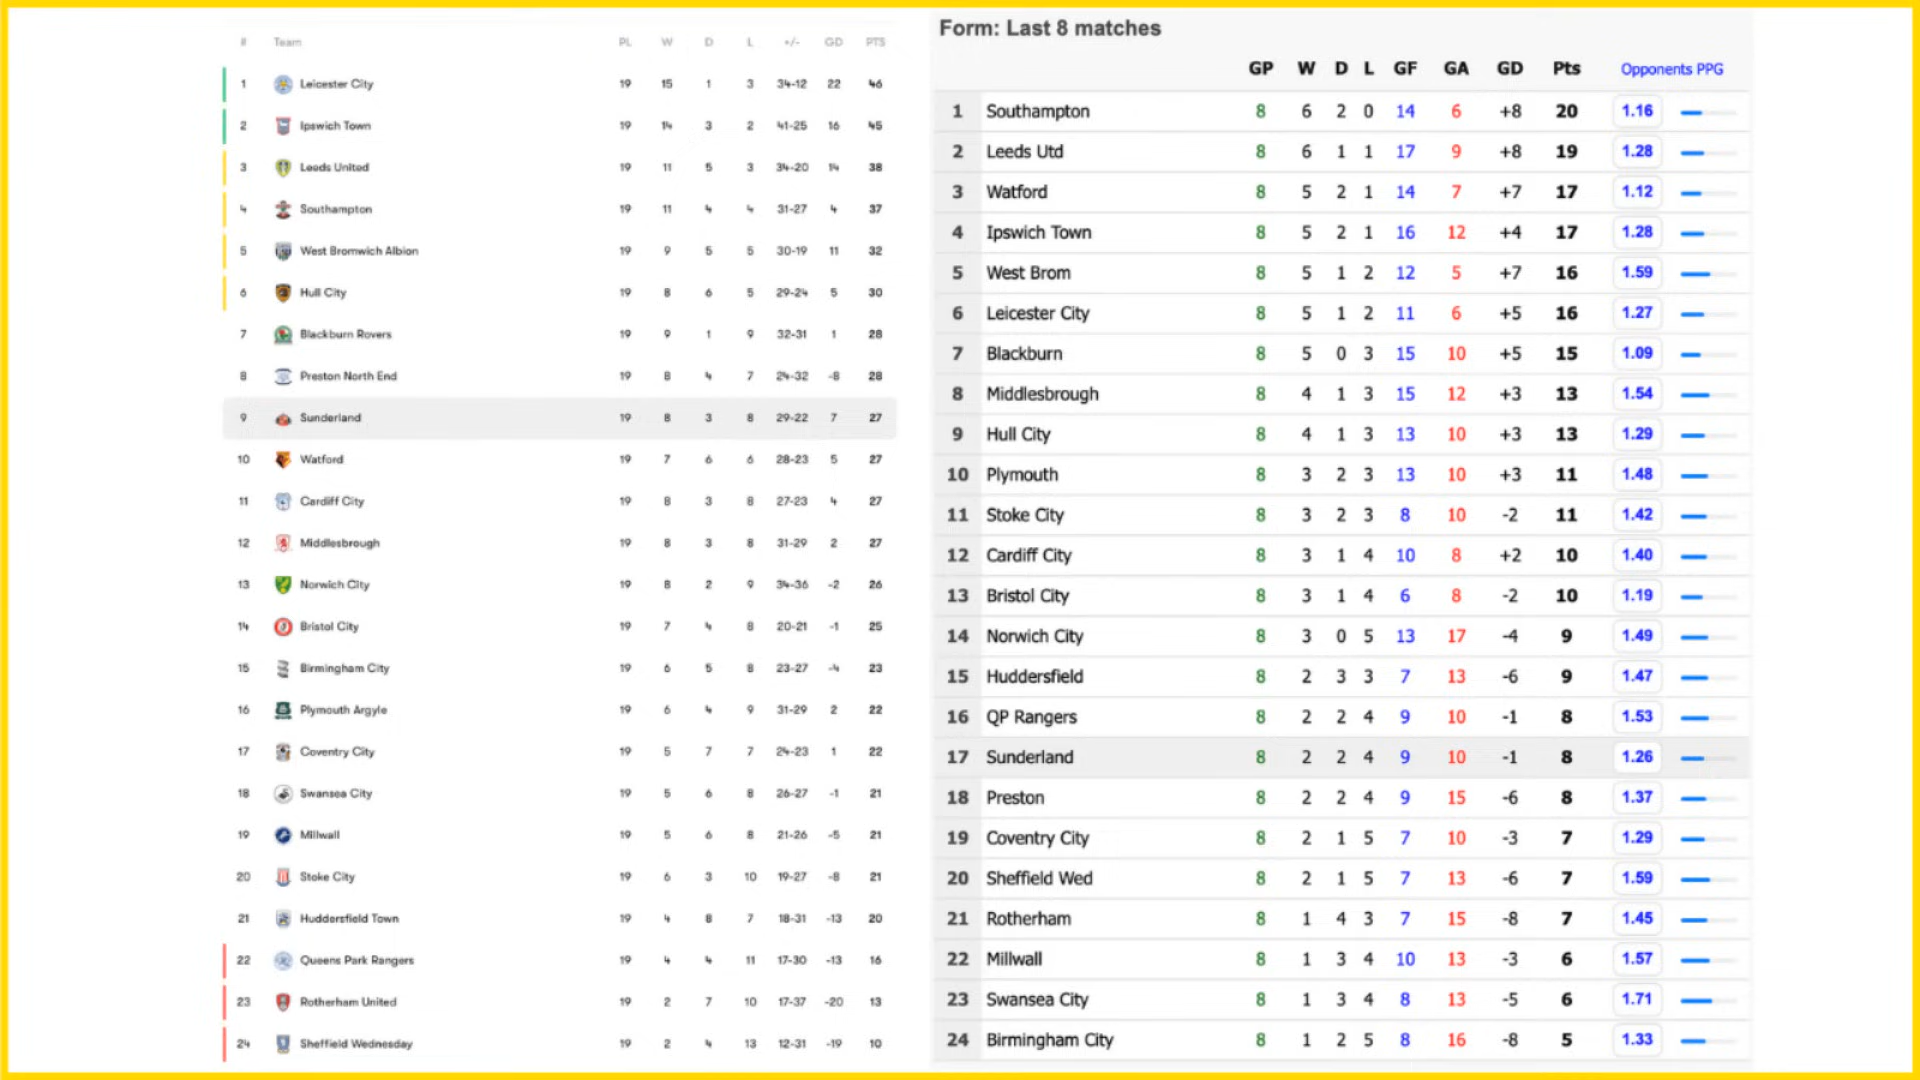 # Team PL W D L +/- GD PTS
1 Leicester City 19 15 1 3 34-12 22 46
2 Ipswich Town 19 14 3 2 41-25 16 45
3 Leeds United 19 11 5 3 34-20 14 38
4 Southampton 19 11 4 4 31-27 4 37
5 West Bromwich Albion 19 9 5 5 30-19 11 32
6 Hull City 19 8 6 5 29-24 5 30
7 Blackburn Rovers 19 9 1 9 32-31 1 28
8 Preston North End 19 8 4 7 24-32 -8 28
9 Sunderland 19 8 3 8 29-22 7 27
10 Watford 19 7 6 6 28-23 5 27
11 Cardiff City 19 8 3 8 27-23 4 27
12 Middlesbrough 19 8 3 8 31-29 2 27
13 Norwich City 19 8 2 9 34-36 -2 26
14 Bristol City 19 7 4 8 20-21 -1 25
15 Birmingham City 19 6 5 8 23-27 -4 23
16 Plymouth Argyle 19 6 4 9 31-29 2 22
17 Coventry City 19 5 7 7 24-23 1 22
18 Swansea City 19 5 6 8 26-27 -1 21
19 Millwall 19 5 6 8 21-26 -5 21
20 Stoke City 19 6 3 10 19-27 -8 21
21 Huddersfield Town 19 4 8 7 18-31 -13 20
22 Queens Park Rangers 19 4 4 11 17-30 -13 16
23 Rotherham United 19 2 7 10 17-37 -20 13
24 Sheffield Wednesday 19 2 4 13 12-31 -19 10
Form: Last 8 matches
GP W D L GF GA GD Pts Opponents PPG
1 Southampton 8 6 2 0 14 6 +8 20 1.16
2 Leeds Utd 8 6 1 1 17 9 +8 19 1.28
3 Watford 8 5 2 1 14 7 +7 17 1.12
4 Ipswich Town 8 5 2 1 16 12 +4 17 1.28
5 West Brom 8 5 1 2 12 5 +7 16 1.59
6 Leicester City 8 5 1 2 11 6 +5 16 1.27
7 Blackburn 8 5 0 3 15 10 +5 15 1.09
8 Middlesbrough 8 4 1 3 15 12 +3 13 1.54
9 Hull City 8 4 1 3 13 10 +3 13 1.29
10 Plymouth 8 3 2 3 13 10 +3 11 1.48
11 Stoke City 8 3 2 3 8 10 -2 11 1.42
12 Cardiff City 8 3 1 4 10 8 +2 10 1.40
13 Bristol City 8 3 1 4 6 8 -2 10 1.19
14 Norwich City 8 3 0 5 13 17 -4 9 1.49
15 Huddersfield 8 2 3 3 7 13 -6 9 1.47
16 QP Rangers 8 2 2 4 9 10 -1 8 1.53
17 Sunderland 8 2 2 4 9 10 -1 8 1.26
18 Preston 8 2 2 4 9 15 -6 8 1.37
19 Coventry City 8 2 1 5 7 10 -3 7 1.29
20 Sheffield Wed 8 2 1 5 7 13 -6 7 1.59
21 Rotherham 8 1 4 3 7 15 -8 7 1.45
22 Millwall 8 1 3 4 10 13 -3 6 1.57
23 Swansea City 8 1 3 4 8 13 -5 6 1.71
24 Birmingham City 8 1 2 5 8 16 -8 5 1.33